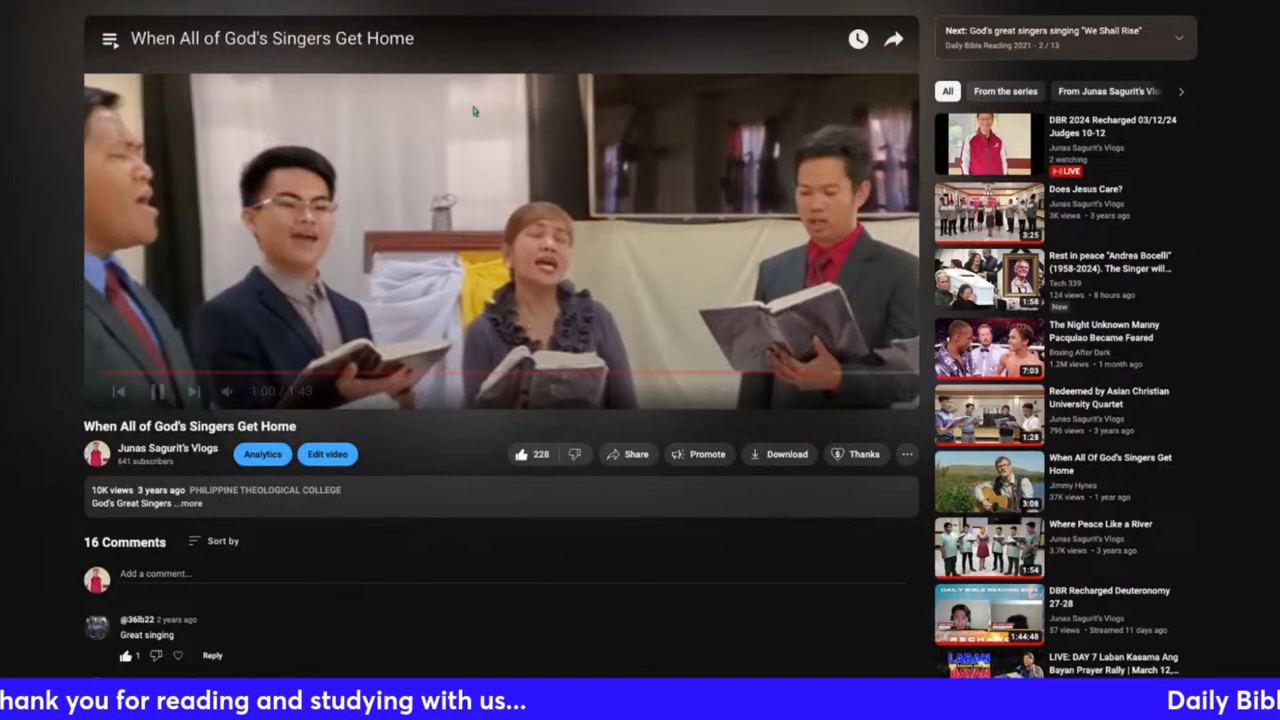 When All of God's Singers Get Home
Next: God's great singers singing "We Shall Rise"
Daily Bible Reading 2021 - 2 / 13
All
From the series
From Junas Sagurit's Vlo
DBR 2024 Recharged 03/12/24
Judges 10-12
Junas Sagurit's Vlogs
2 watching
LIVE
Does Jesus Care?
Junas Sagurit's Vlogs
3K views • 3 years ago
3:25
Rest in peace "Andrea Bocelli"
(1958-2024). The Singer will...
Tech 339
124 views • 8 hours ago
New
1:58
The Night Unknown Manny
Pacquiao Became Feared
Boxing After Dark
1.2M views • 1 month ago
7:03
Redeemed by Asian Christian
University Quartet
Junas Sagurit's Vlogs
796 views • 3 years ago
1:28
When All Of God's Singers Get
Home
Jimmy Hynes
37K views • 1 year ago
3:08
Where Peace Like a River
Junas Sagurit's Vlogs
3.7K views • 3 years ago
1:54
DAILY BIBLE READING 2024
RECHARG
DBR Recharged Deuteronomy
27-28
Junas Sagurit's Vlogs
57 views • Streamed 11 days ago
1:44:48
LABAN
BAYAN
LIVE: DAY 7 Laban Kasama Ang
Bayan Prayer Rally | March 12,...
1:00 / 1:43
When All of God's Singers Get Home
Junas Sagurit's Vlogs
641 subscribers
Analytics
Edit video
228
Share
Promote
Download
Thanks
10K views 3 years ago PHILIPPINE THEOLOGICAL COLLEGE
God's Great Singers ...more
16 Comments
Sort by
Add a comment...
@36lb22 2 years ago
Great singing
1
Reply
hank you for reading and studying with us...
Daily Bibl